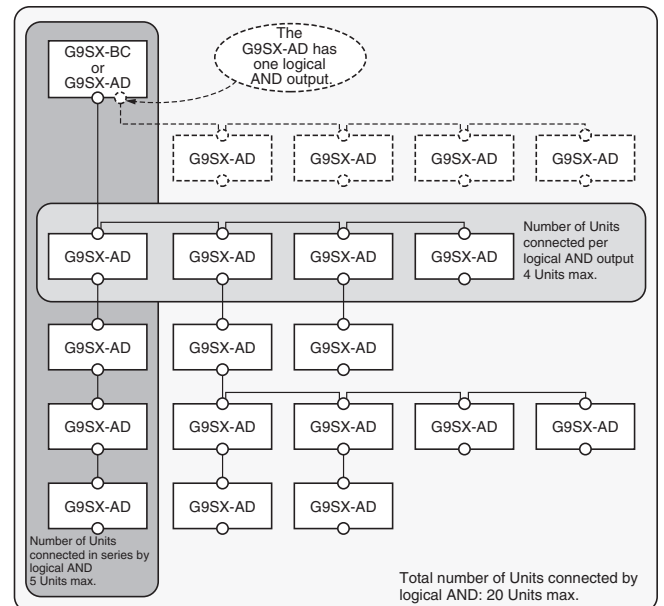 G9SX-BC
or
G9SX-AD
The
G9SX-AD has
one logical
AND output.
G9SX-AD
G9SX-AD
G9SX-AD
G9SX-AD
G9SX-AD
G9SX-AD
G9SX-AD
G9SX-AD
Number of Units
connected per
logical AND output
4 Units max.
G9SX-AD
G9SX-AD
G9SX-AD
G9SX-AD
G9SX-AD
G9SX-AD
G9SX-AD
G9SX-AD
G9SX-AD
G9SX-AD
G9SX-AD
Number of Units
connected in series by
logical AND
5 Units max.
Total number of Units connected by
logical AND: 20 Units max.